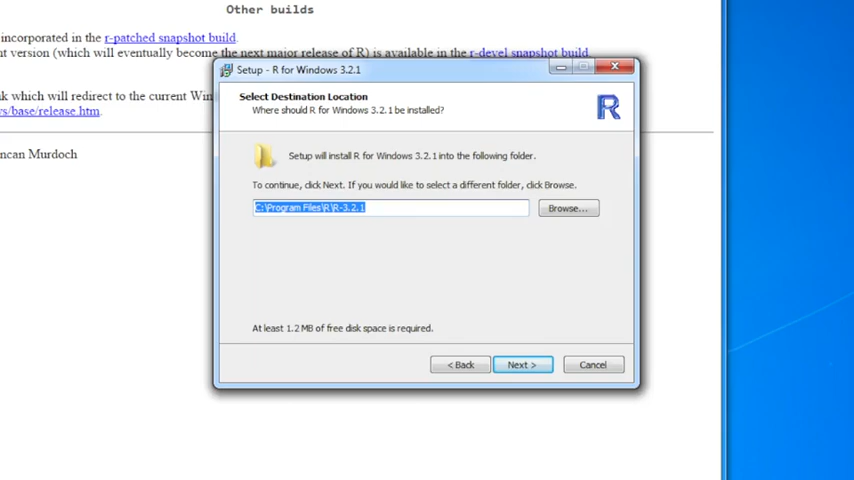 Other builds
incorporated in the r-patched snapshot build.
nt version (which will eventually become the next major release of R) is available in the r-devel snapshot build.
Setup - R for Windows 3.2.1
nk which will redirect to the current Win
Select Destination Location
Where should R for Windows 3.2.1 be installed?
R
s/base/release.htm.
ncan Murdoch
Setup will install R for Windows 3.2.1 into the following folder.
To continue, click Next. If you would like to select a different folder, click Browse.
C:\Program Files\R\R-3.2.1
Browse...
At least 1.2 MB of free disk space is required.
< Back
Next >
Cancel